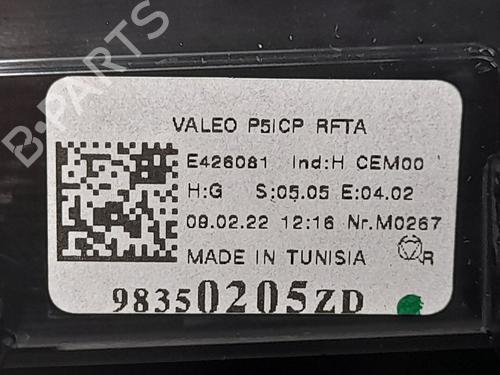 VALEO P5ICP RFTA
E426081 Ind:H CEM00
H:G S:05.05 E:04.02
09.02.22 12:16 Nr.M0267
MADE IN TUNISIA
R
98350205ZD
B-PARTS